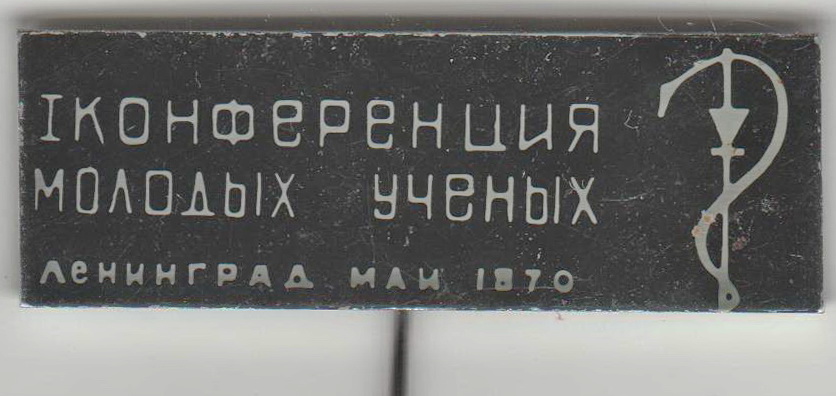 I КОНФЕРЕНЦИЯ
МОЛОДЫХ УЧЕНЫХ
ЛЕНИНГРАД МАЙ 1970